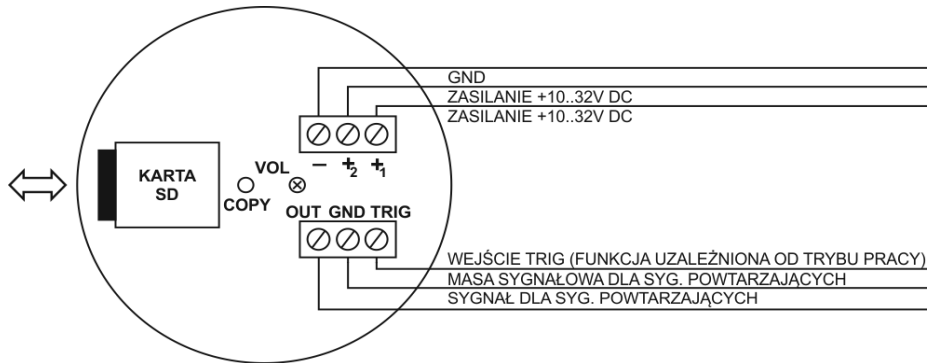 GND
ZASILANIE +10..32V DC
ZASILANIE +10..32V DC
– +2 +1
KARTA
SD
VOL
COPY
OUT GND TRIG
WEJŚCIE TRIG (FUNKCJA UZALEŻNIONA OD TRYBU PRACY)
MASA SYGNAŁOWA DLA SYG. POWTARZAJĄCYCH
SYGNAŁ DLA SYG. POWTARZAJĄCYCH